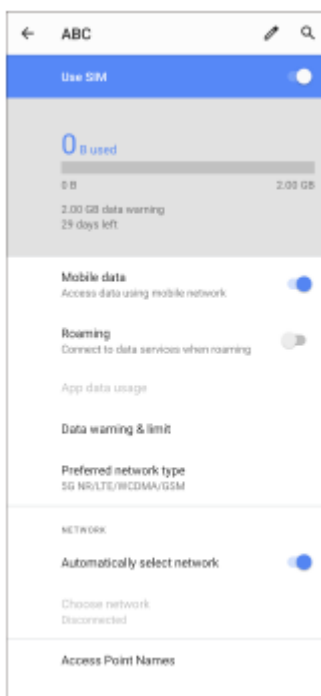 ABC
Use SIM
0 B used
0 B 2.00 GB
2.00 GB data warning
29 days left
Mobile data
Access data using mobile network
Roaming
Connect to data services when roaming
App data usage
Data warning & limit
Preferred network type
5G NR/LTE/WCDMA/GSM
NETWORK
Automatically select network
Choose network
Disconnected
Access Point Names